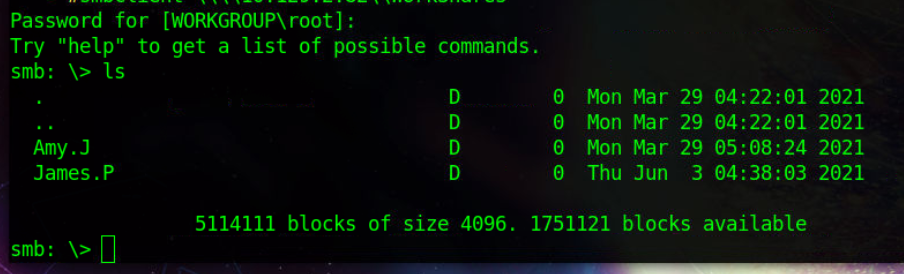 Password for [WORKGROUP\root]:
Try "help" to get a list of possible commands.
smb: \> ls
. D 0 Mon Mar 29 04:22:01 2021
.. D 0 Mon Mar 29 04:22:01 2021
Amy.J D 0 Mon Mar 29 05:08:24 2021
James.P D 0 Thu Jun 3 04:38:03 2021
5114111 blocks of size 4096. 1751121 blocks available
smb: \>